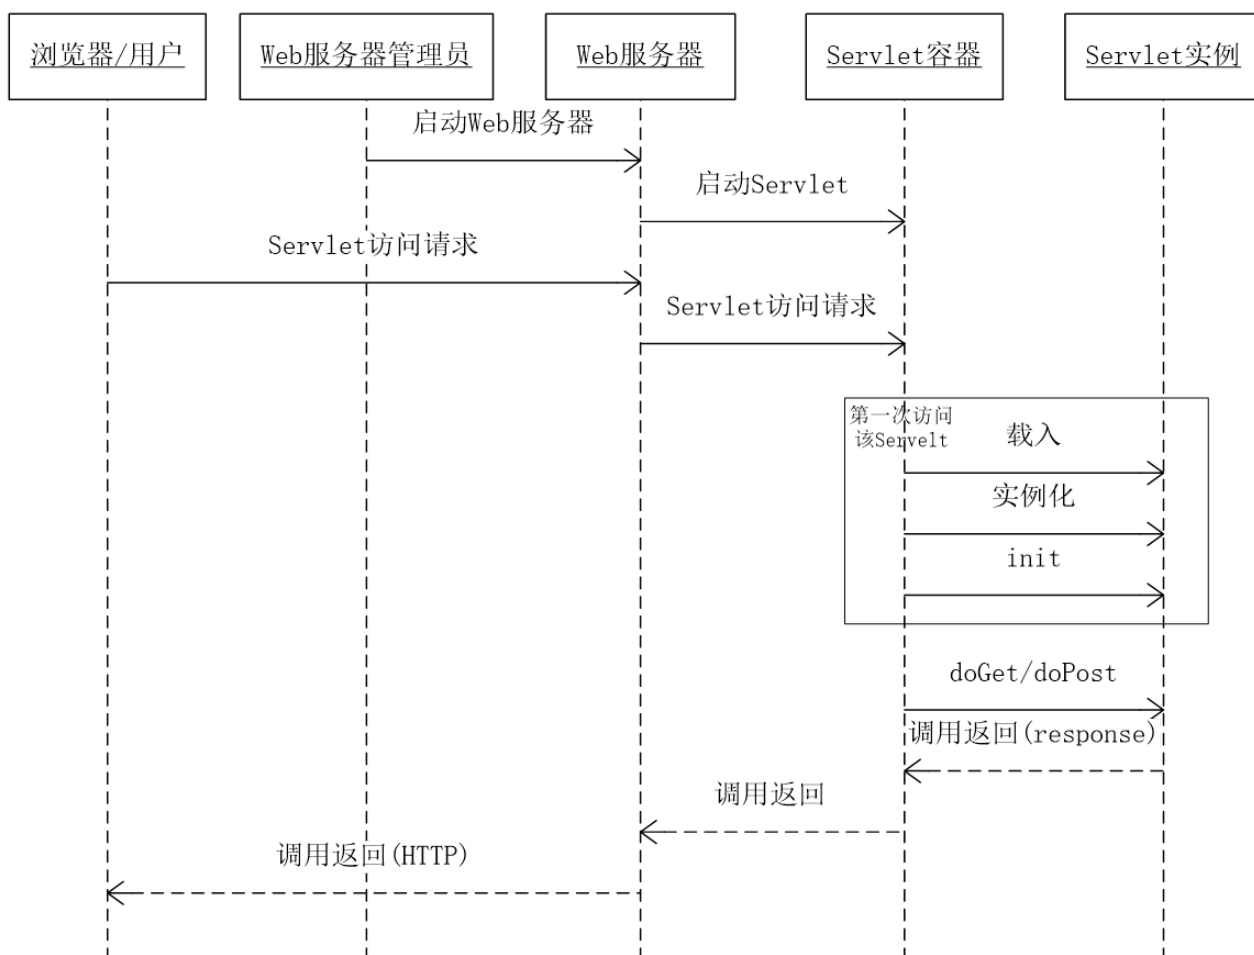 浏览器/用户
Web服务器管理员
Web服务器
Servlet容器
Servlet实例
启动Web服务器
启动Servlet
Servlet访问请求
Servlet访问请求
第一次访问
该Servelt
载入
实例化
init
doGet/doPost
调用返回(response)
调用返回
调用返回(HTTP)